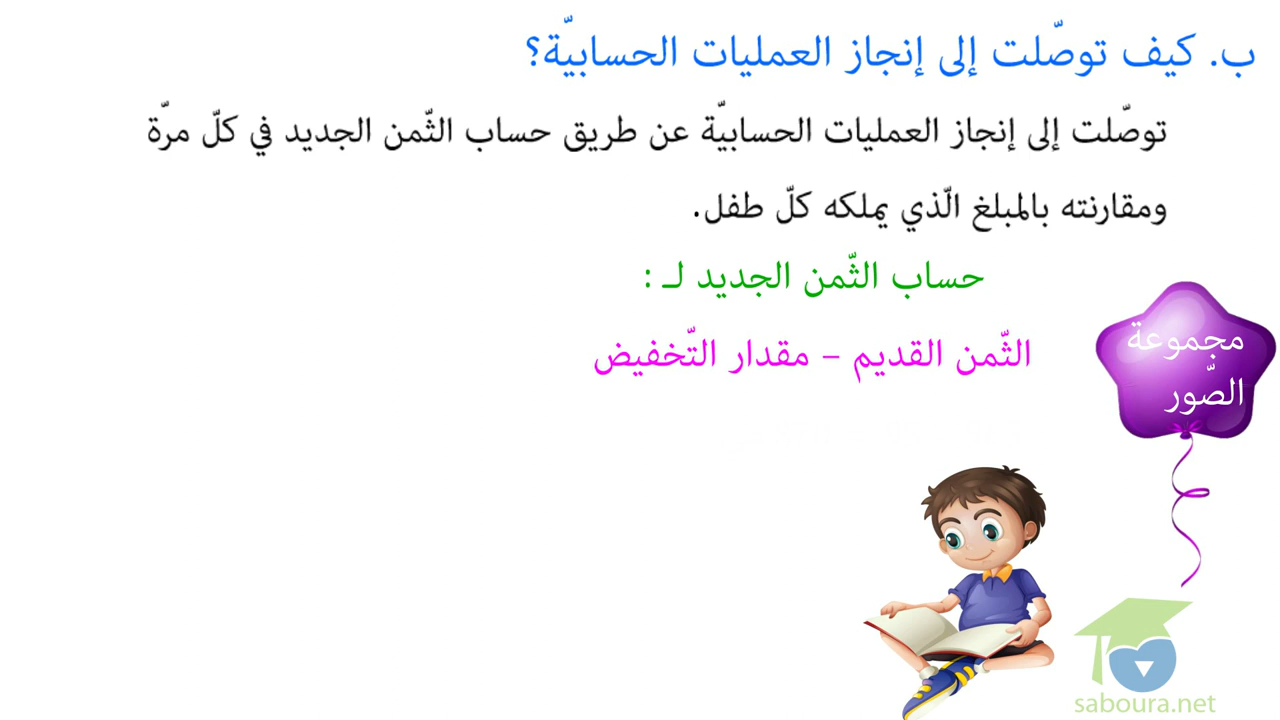 ب. كيف توصّلت إلى إنجاز العمليات الحسابيّة؟
توصّلت إلى إنجاز العمليات الحسابيّة عن طريق حساب الثّمن الجديد في كلّ مرّة
ومقارنته بالمبلغ الّذي يملكه كلّ طفل.
حساب الثّمن الجديد لـ :
الثّمن القديم – مقدار التّخفيض
مجموعة
الصّور
saboura.net